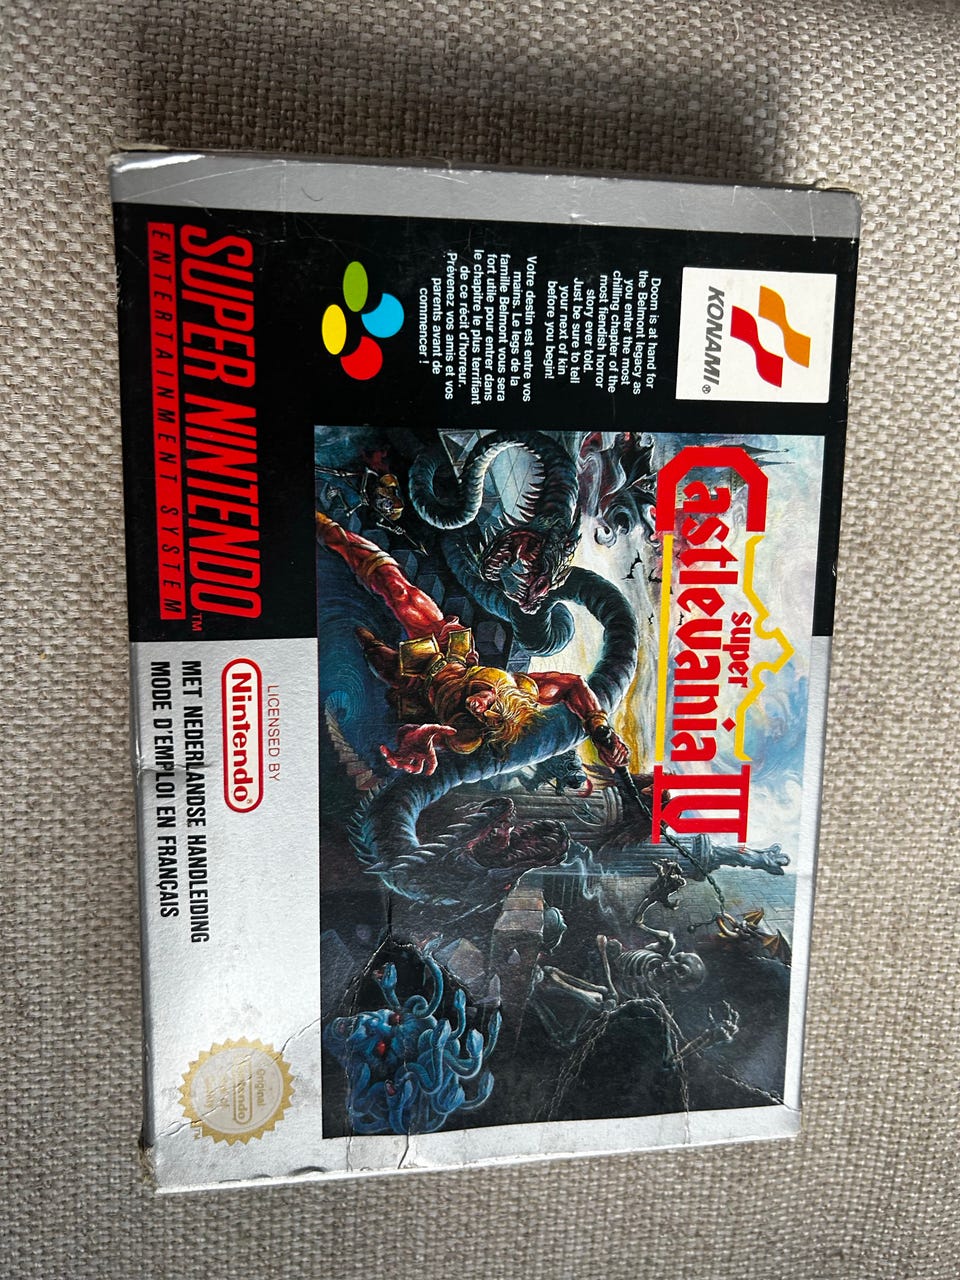 KONAMI®
Doom is at hand for
the Belmont legacy as
you enter the most
chilling chapter of the
most fiendish horror
story ever told.
Just be sure to tell
your next of kin
before you begin!
Votre destin est entre vos
mains. Le legs de la
famille Belmont vous sera
fort utile pour entrer dans
le chapitre le plus terrifiant
de ce récit d'horreur.
Prévenez vos amis et vos
parents avant de
commencer !
Super
Castlevania IV
SUPER NINTENDO™
ENTERTAINMENT SYSTEM
LICENSED BY
Nintendo®
MET NEDERLANDSE HANDLEIDING
MODE D'EMPLOI EN FRANÇAIS
Original
Nintendo
TM